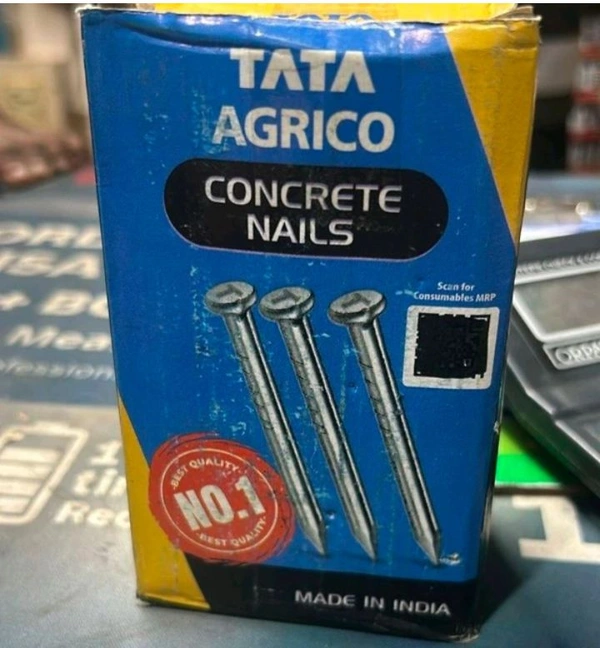 TATA
AGRICO
CONCRETE
NAILS
Scan for
Consumables MRP
BEST QUALITY
NO.1
BEST QUALITY
MADE IN INDIA